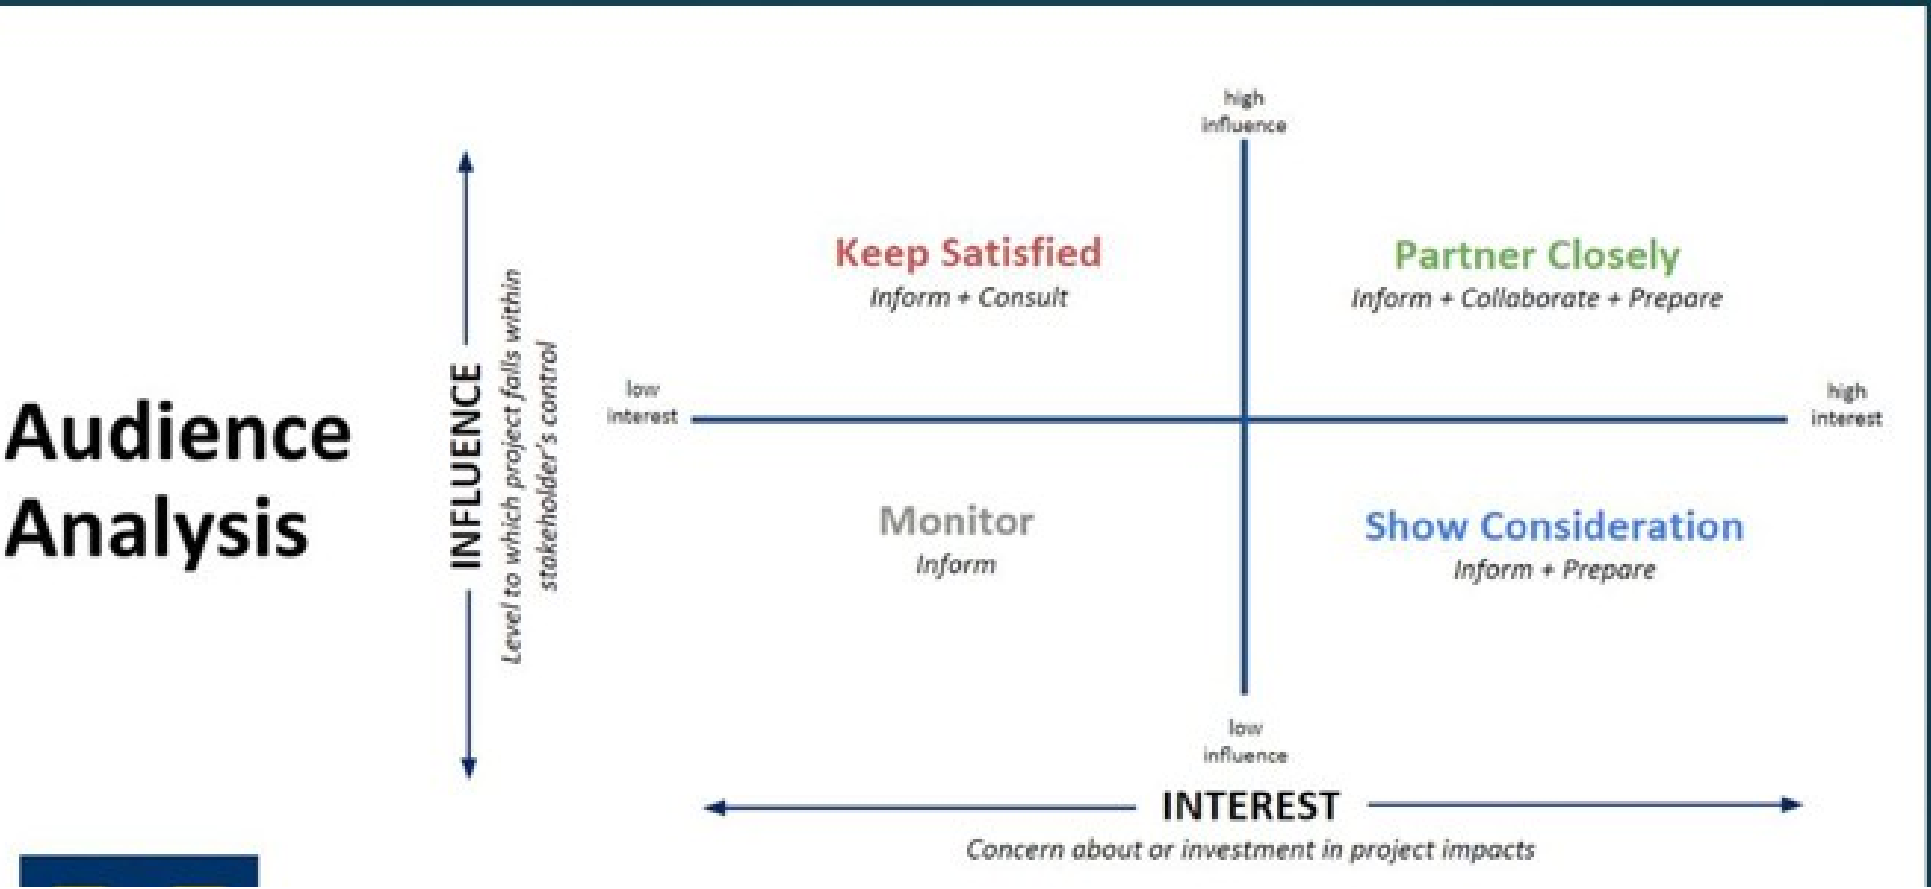 Audience
Analysis
INFLUENCE
Level to which project falls within
stakeholder's control
high
influence
Keep Satisfied
Inform + Consult
Partner Closely
Inform + Collaborate + Prepare
low
interest
high
interest
Monitor
Inform
Show Consideration
Inform + Prepare
low
influence
INTEREST
Concern about or investment in project impacts